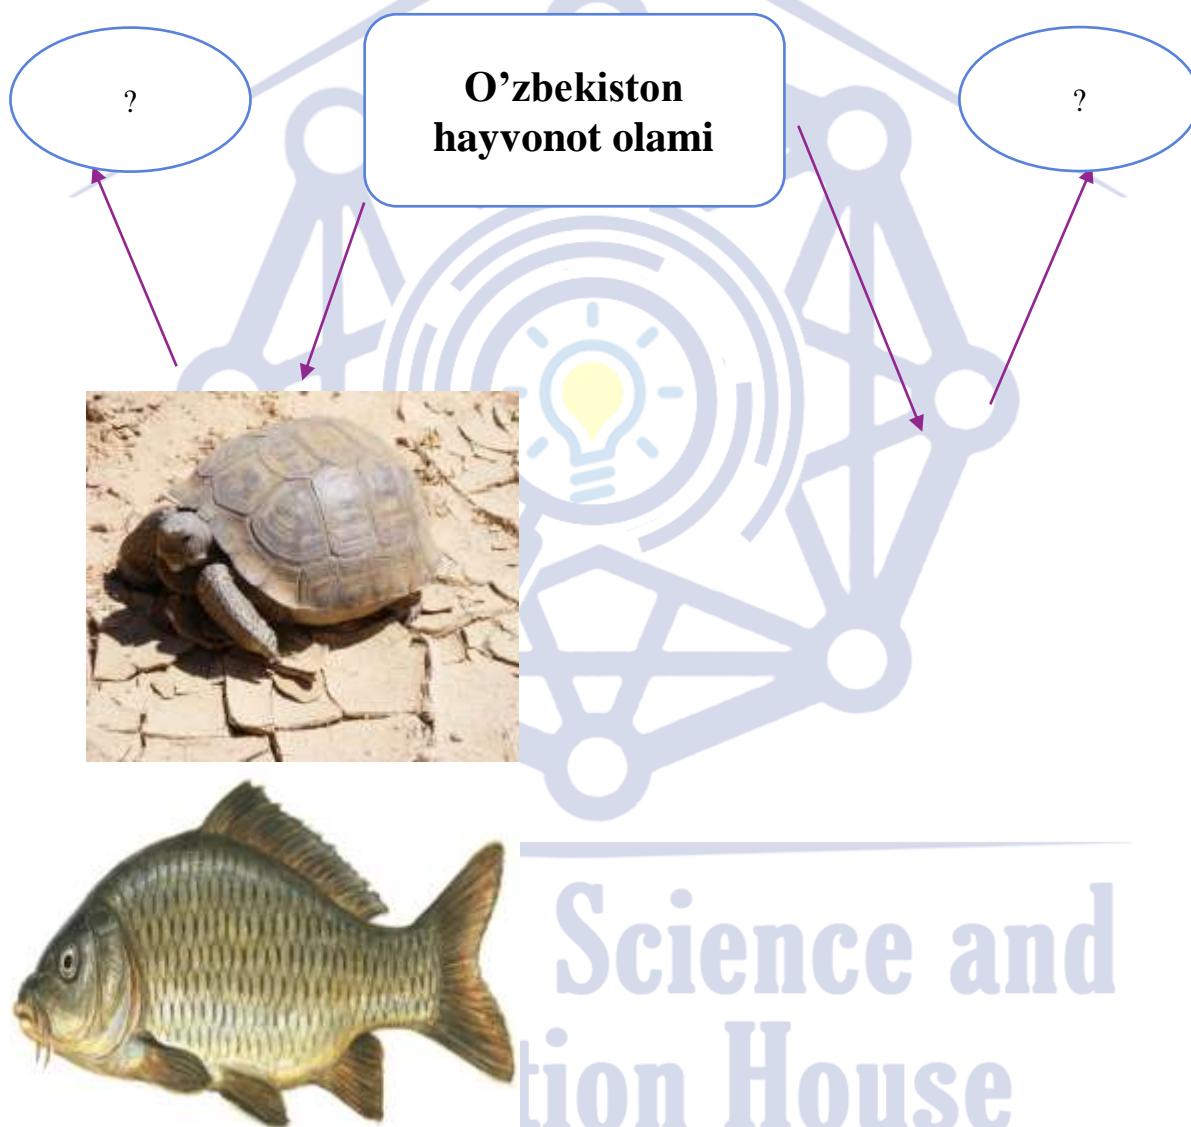 ?
O’zbekiston
hayvonot olami
?
Science and
tion House